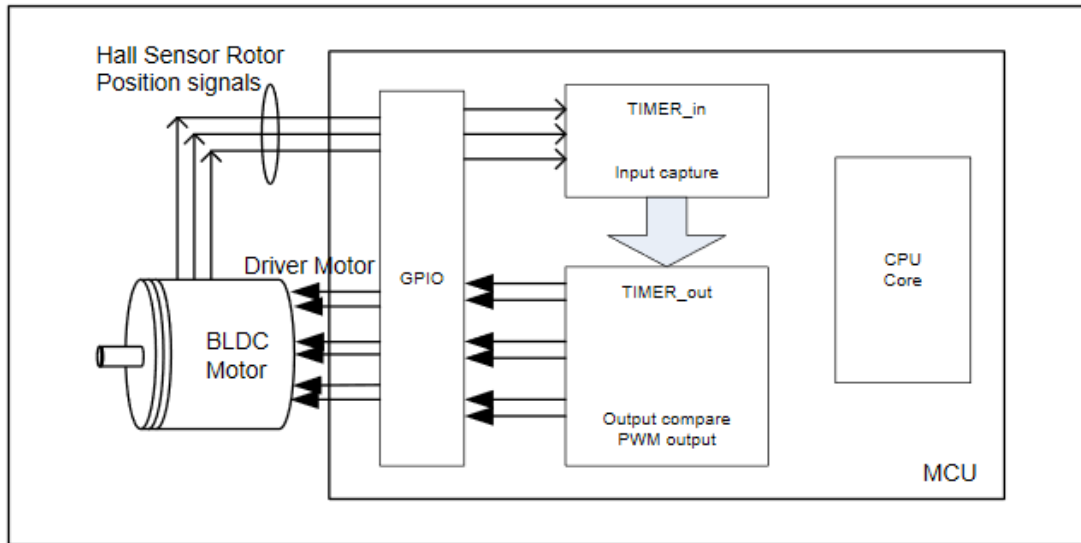 Hall Sensor Rotor
Position signals
TIMER_in
Input capture
CPU
Core
Driver Motor
GPIO
TIMER_out
BLDC
Motor
Output compare
PWM output
MCU